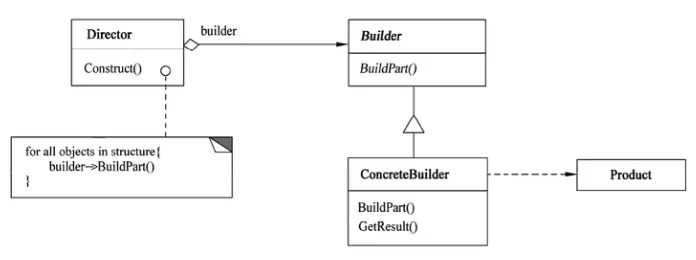 Director
builder
Builder
Construct()
BuildPart()
for all objects in structure{
builder->BuildPart()
}
ConcreteBuilder
Product
BuildPart()
GetResult()